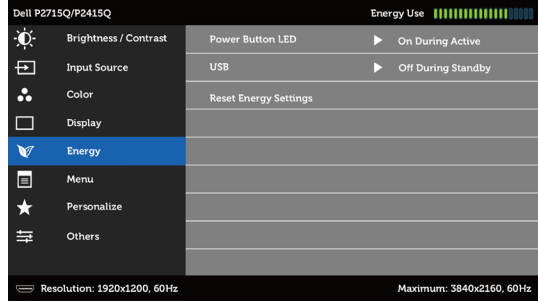 Dell P2715Q/P2415Q Energy Use
Brightness / Contrast Power Button LED On During Active
Input Source USB Off During Standby
Color Reset Energy Settings
Display
Energy
Menu
Personalize
Others
Resolution: 1920x1200, 60Hz Maximum: 3840x2160, 60Hz